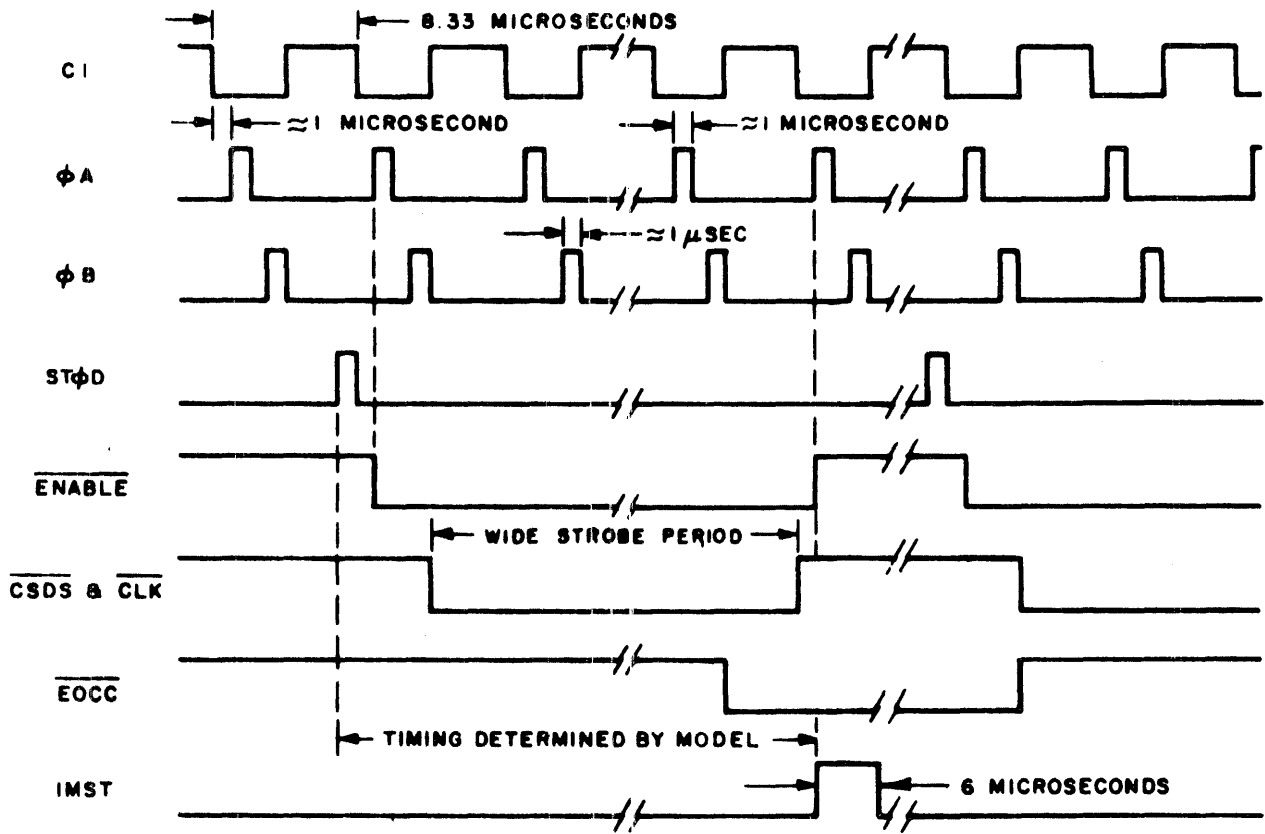 8.33 MICROSECONDS
C1
≈1 MICROSECOND
≈1 MICROSECOND
φA
≈1 μSEC
φB
STφD
ENABLE
WIDE STROBE PERIOD
CSDS & CLK
EOCC
TIMING DETERMINED BY MODEL
IMST
6 MICROSECONDS